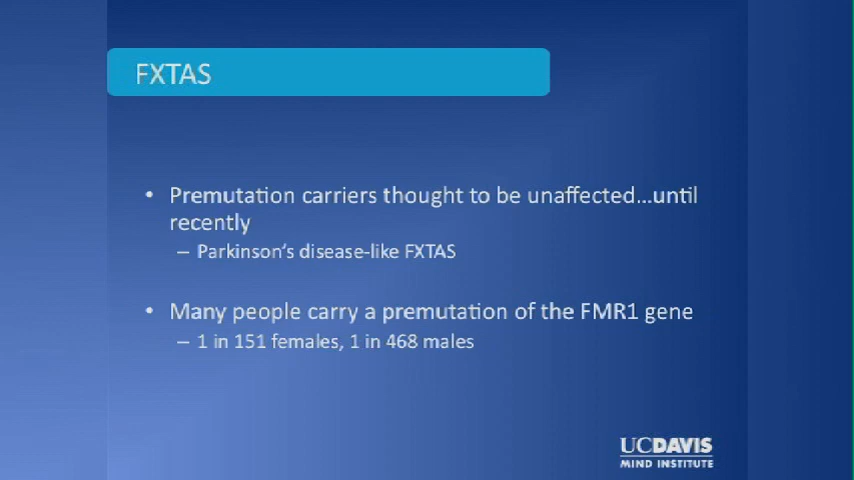 FXTAS
• Premutation carriers thought to be unaffected...until
recently
– Parkinson's disease-like FXTAS
• Many people carry a premutation of the FMR1 gene
– 1 in 151 females, 1 in 468 males
UCDAVIS
MIND INSTITUTE